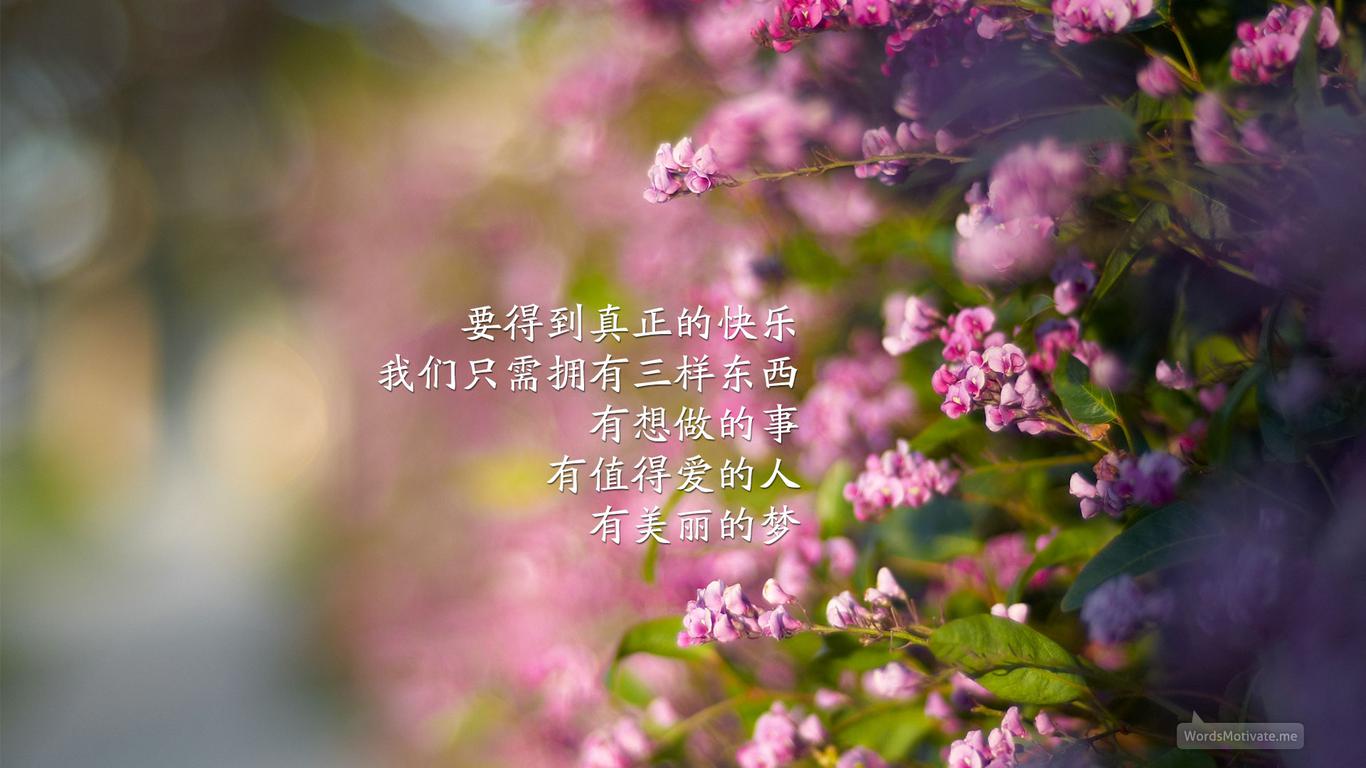 要得到真正的快乐
我们只需拥有三样东西
有想做的事
有值得爱的人
有美丽的梦
WordsMotivate.me